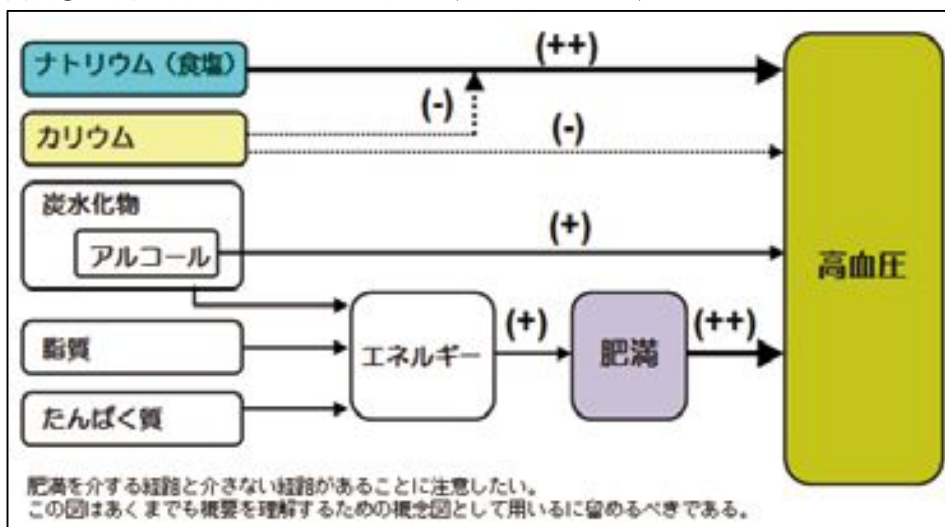 ナトリウム（食塩）
(++)
(-)
カリウム
(-)
炭水化物
アルコール
(+)
高血圧
脂質
たんぱく質
エネルギー
(+)
肥満
(++)
肥満を介する経路と介さない経路があることに注意したい。
この図はあくまでも概要を理解するための概念図として用いるに留めるべきである。